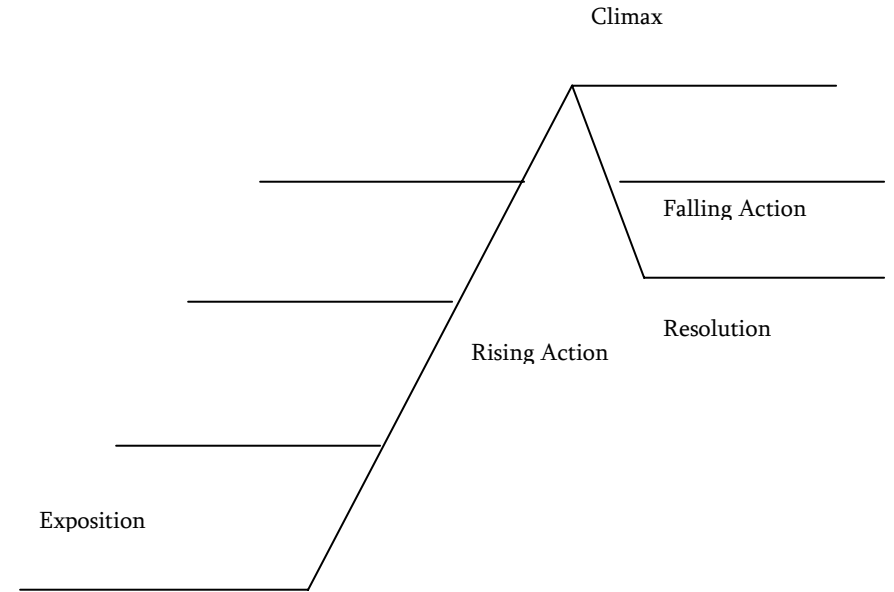 Climax
Falling Action
Resolution
Rising Action
Exposition